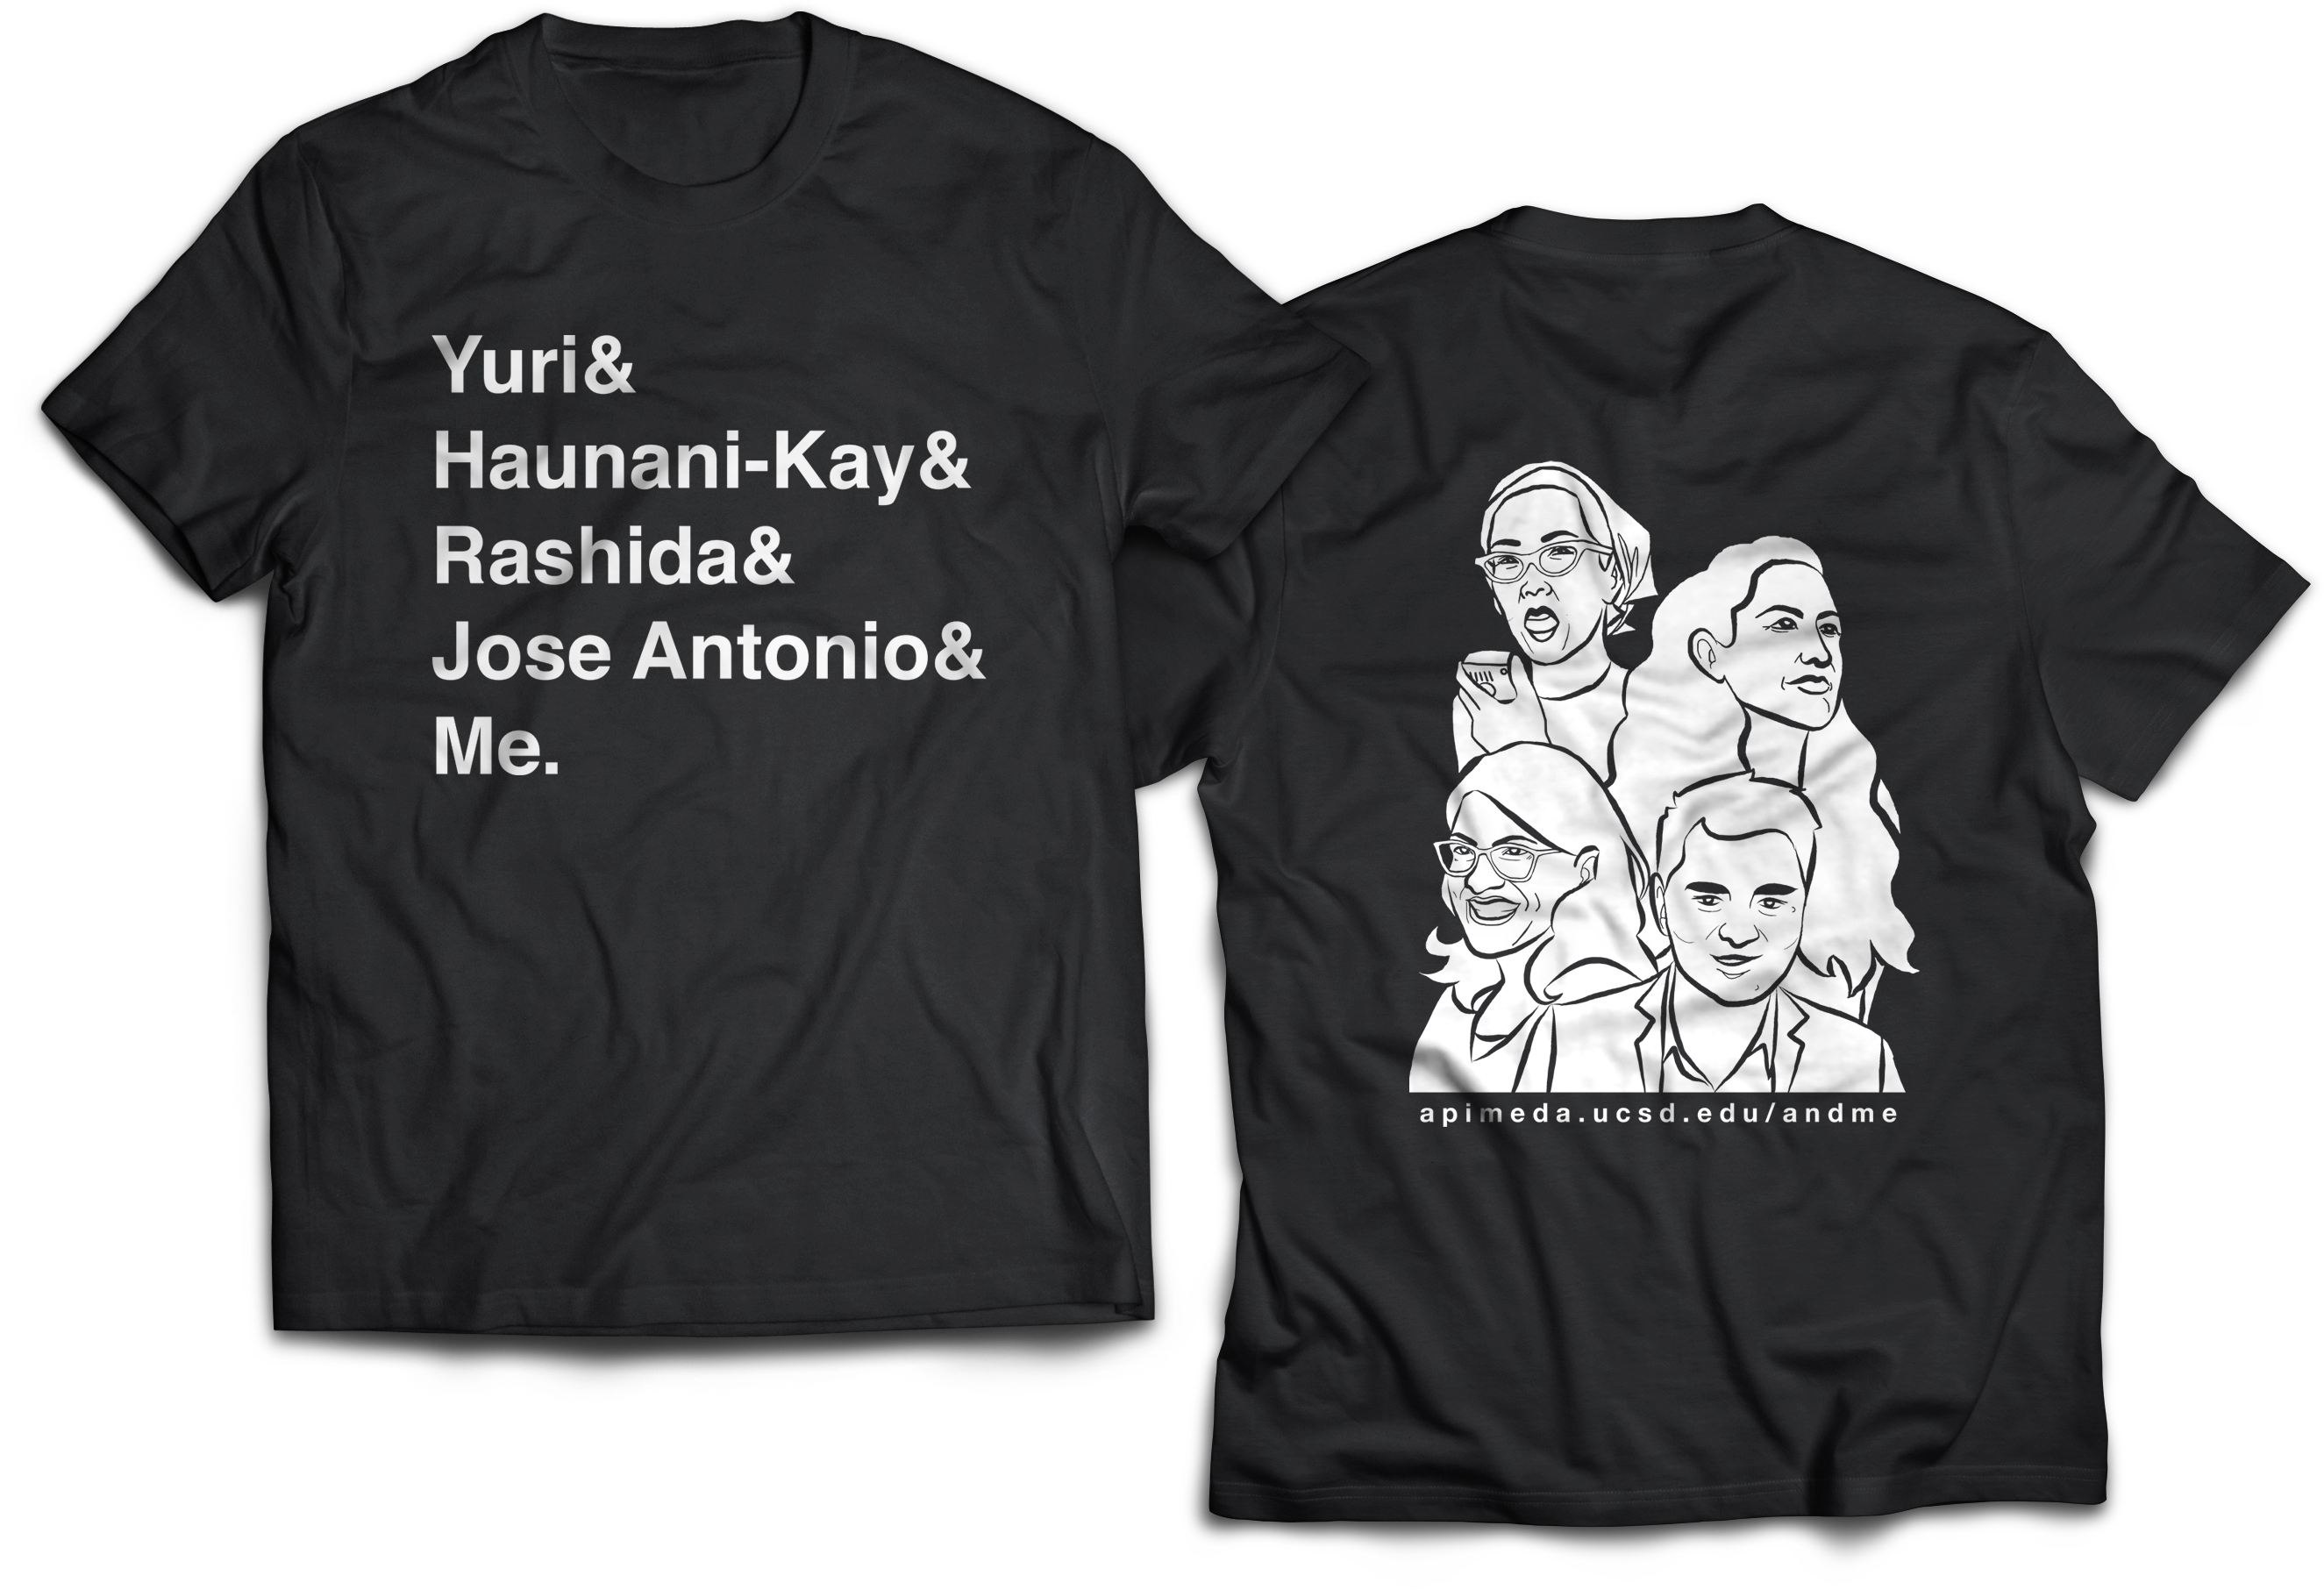 Yuri&
Haunani-Kay&
Rashida&
Jose Antonio&
Me.
apimeda.ucsd.edu/andme